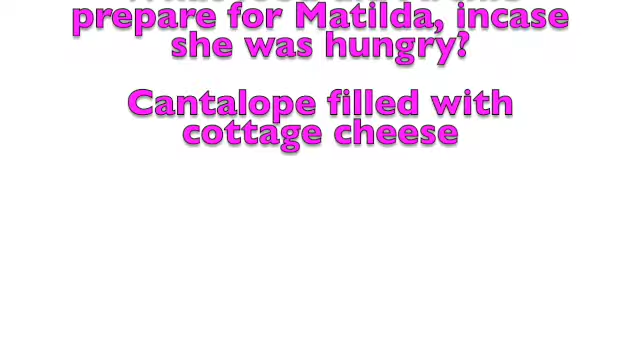 prepare for Matilda, incase
she was hungry?
Cantalope filled with
cottage cheese